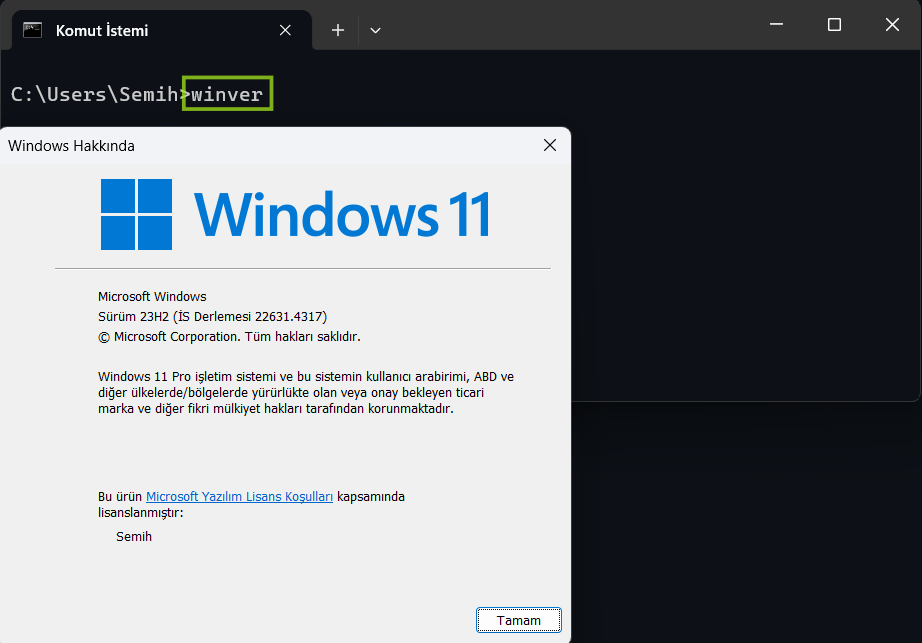 Komut İstemi
C:\Users\Semih>winver
Windows Hakkında
Windows 11
Microsoft Windows
Sürüm 23H2 (İS Derlemesi 22631.4317)
© Microsoft Corporation. Tüm hakları saklıdır.
Windows 11 Pro işletim sistemi ve bu sistemin kullanıcı arabirimi, ABD ve
diğer ülkelerde/bölgelerde yürürlükte olan veya onay bekleyen ticari
marka ve diğer fikri mülkiyet hakları tarafından korunmaktadır.
Bu ürün Microsoft Yazılım Lisans Koşulları kapsamında
lisanslanmıştır:
Semih
Tamam